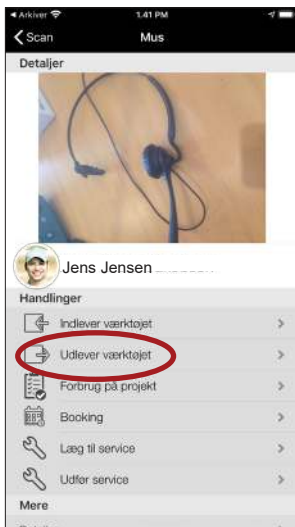 Arkiver 1.41 PM
Scan Mus
Detaljer
Jens Jensen
Handlinger
Indlever værktøjet
Udlever værktøjet
Forbrug på projekt
Booking
Læg til service
Udfør service
Mere